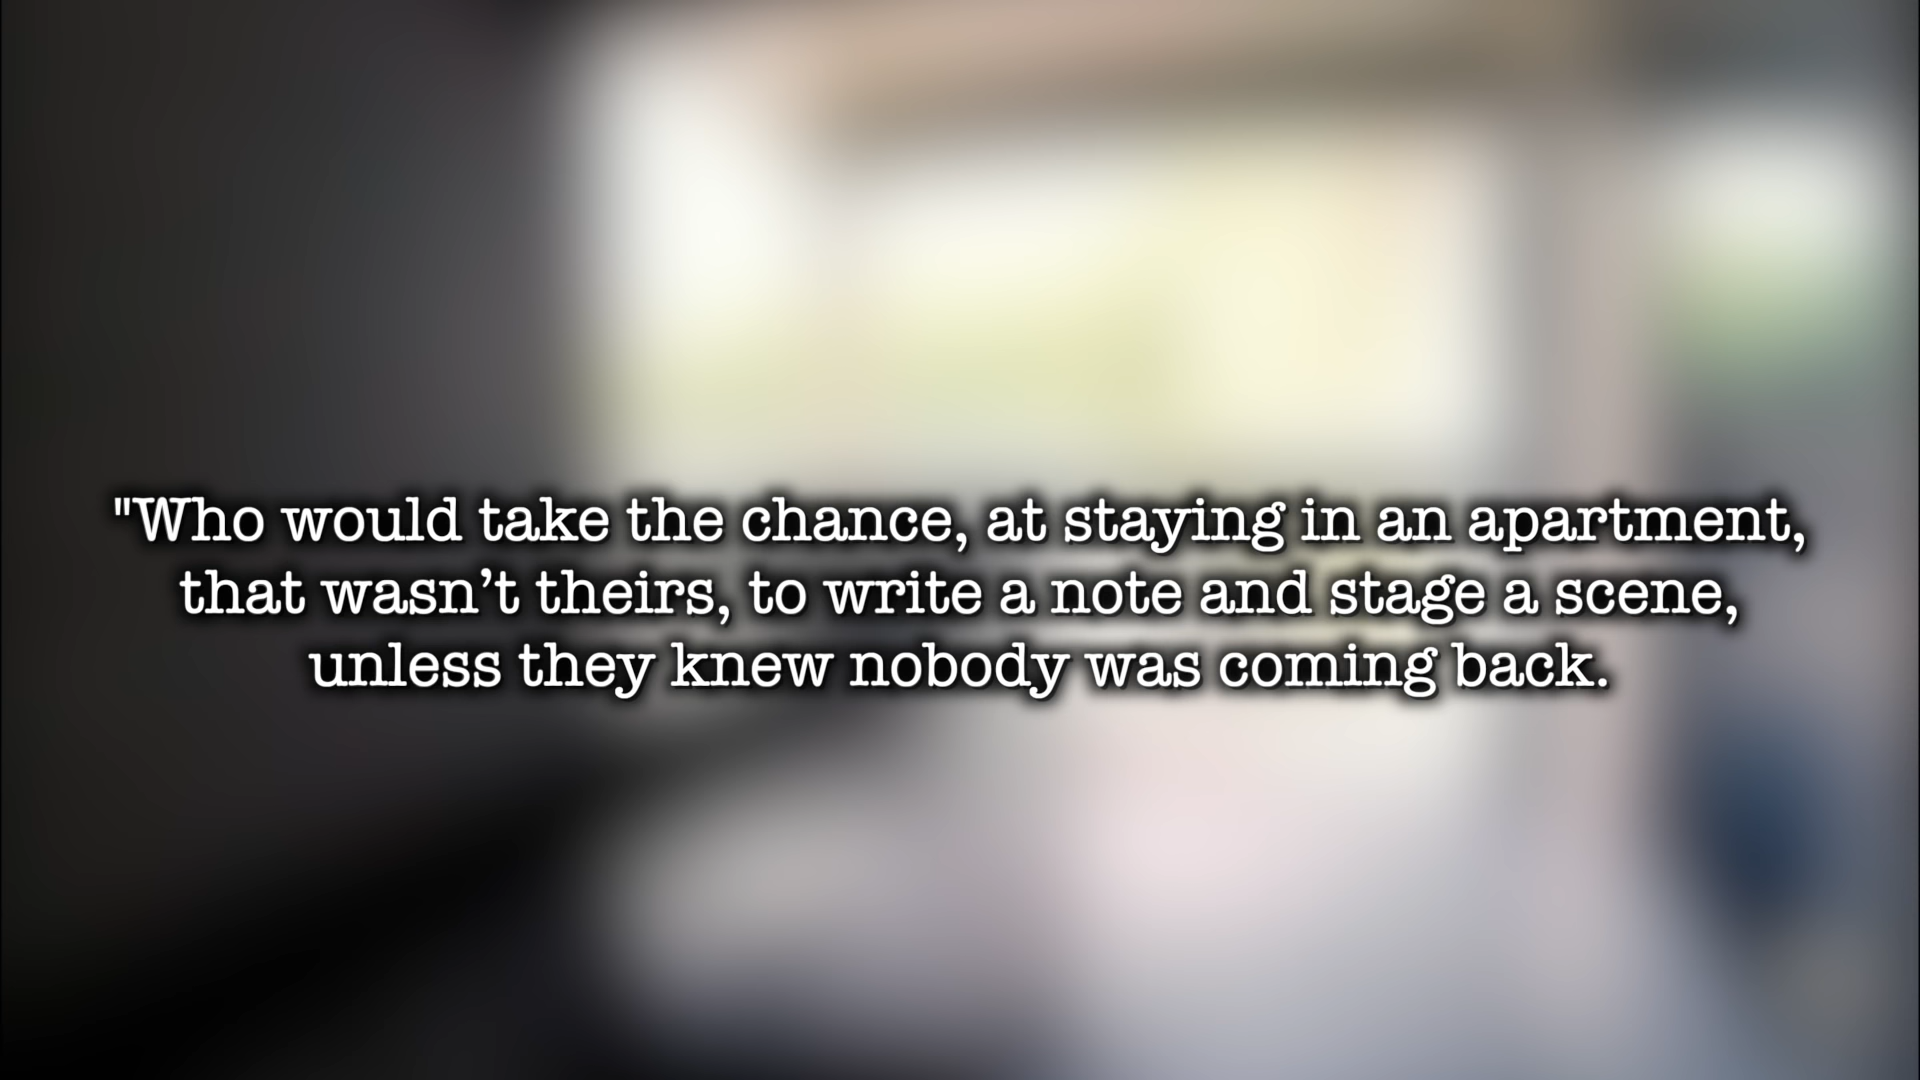 "Who would take the chance, at staying in an apartment,
that wasn’t theirs, to write a note and stage a scene,
unless they knew nobody was coming back.